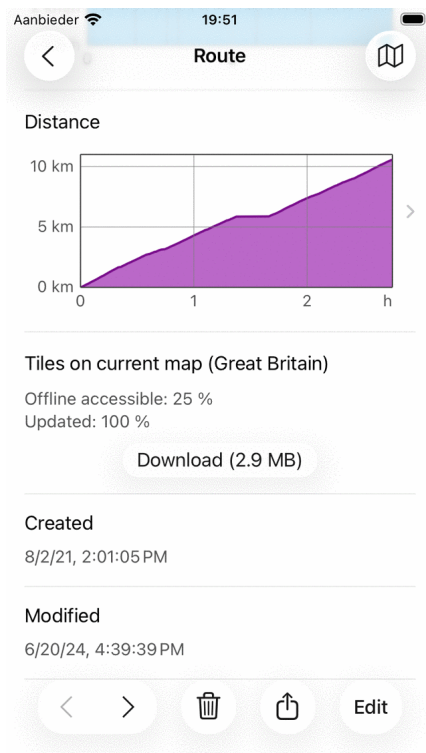 Aanbieder 19:51
Route
Distance
10 km
5 km
0 km
0 1 2 h
Tiles on current map (Great Britain)
Offline accessible: 25 %
Updated: 100 %
Download (2.9 MB)
Created
8/2/21, 2:01:05 PM
Modified
6/20/24, 4:39:39 PM
Edit